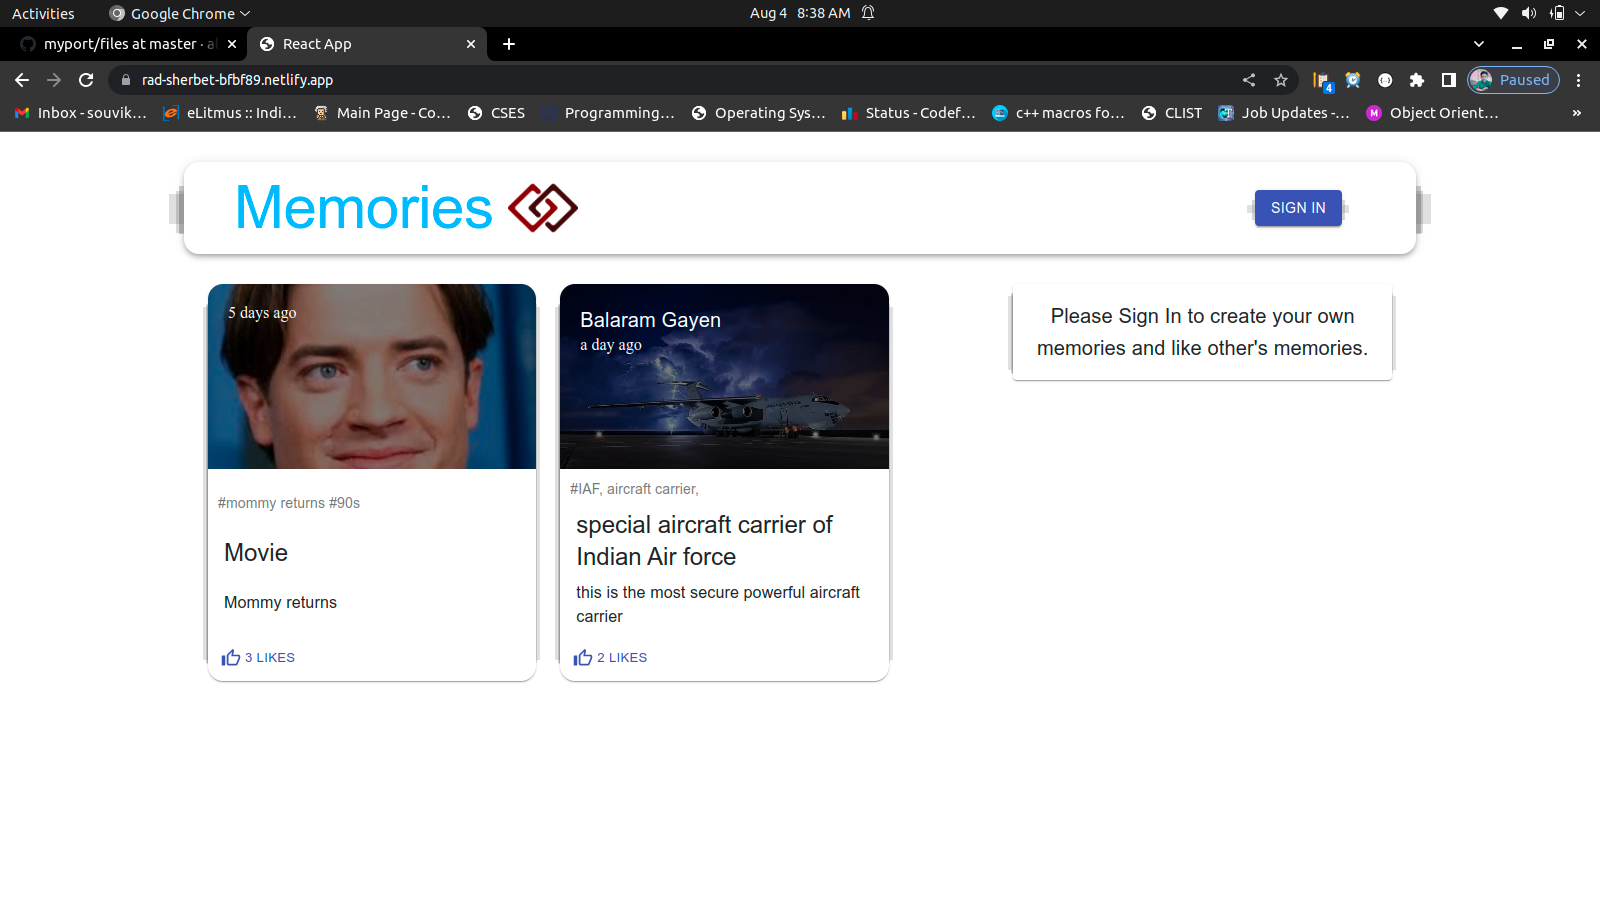 Activities
Google Chrome
Aug 4 8:38 AM
myport/files at master ·
React App
rad-sherbet-bfbf89.netlify.app
4
Paused
Inbox - souvik...
eLitmus :: Indi...
Main Page - Co...
CSES
Programming...
Operating Sys...
Status - Codef...
c++ macros fo...
CLIST
Job Updates -...
M
Object Orient...
»
Memories
SIGN IN
5 days ago
#mommy returns #90s
Movie
Mommy returns
3 LIKES
Balaram Gayen
a day ago
#IAF, aircraft carrier,
special aircraft carrier of
Indian Air force
this is the most secure powerful aircraft
carrier
2 LIKES
Please Sign In to create your own
memories and like other's memories.